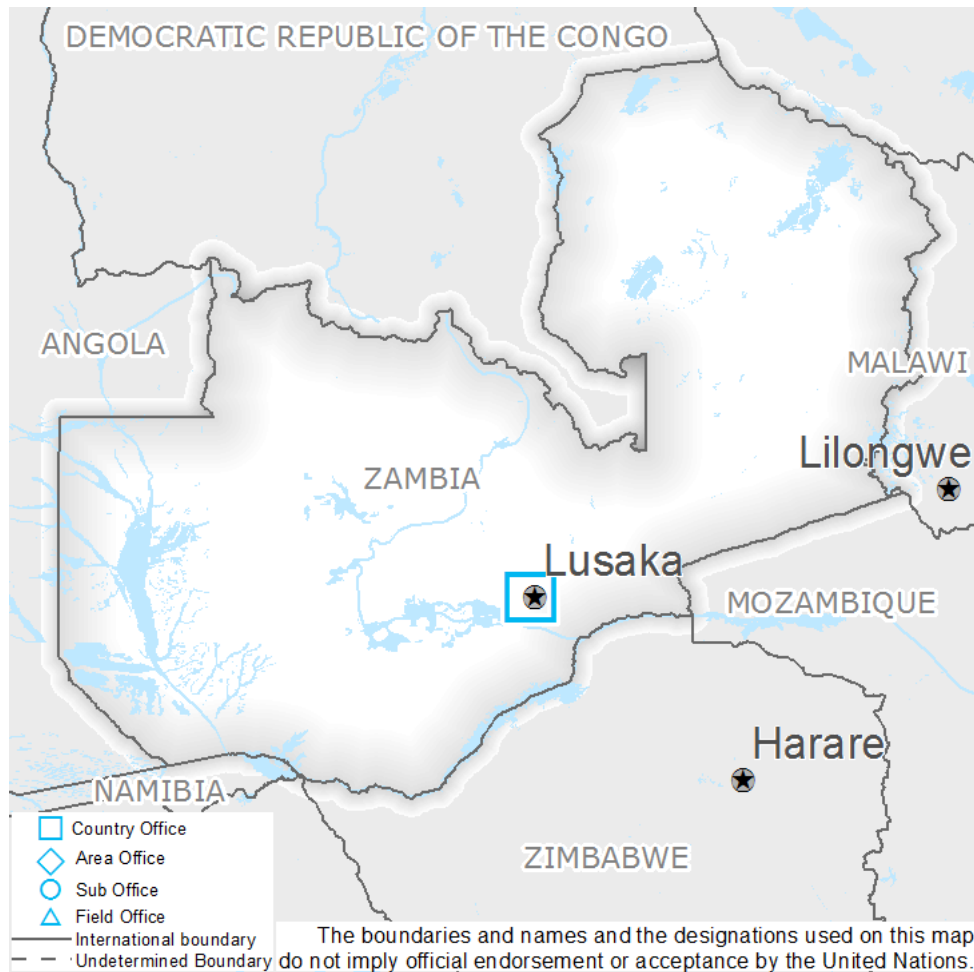 DEMOCRATIC REPUBLIC OF THE CONGO
ANGOLA
MALAWI
Lilongwe
ZAMBIA
Lusaka
MOZAMBIQUE
Harare
NAMIBIA
ZIMBABWE
Country Office
Area Office
Sub Office
Field Office
International boundary
Undetermined Boundary
The boundaries and names and the designations used on this map
do not imply official endorsement or acceptance by the United Nations.